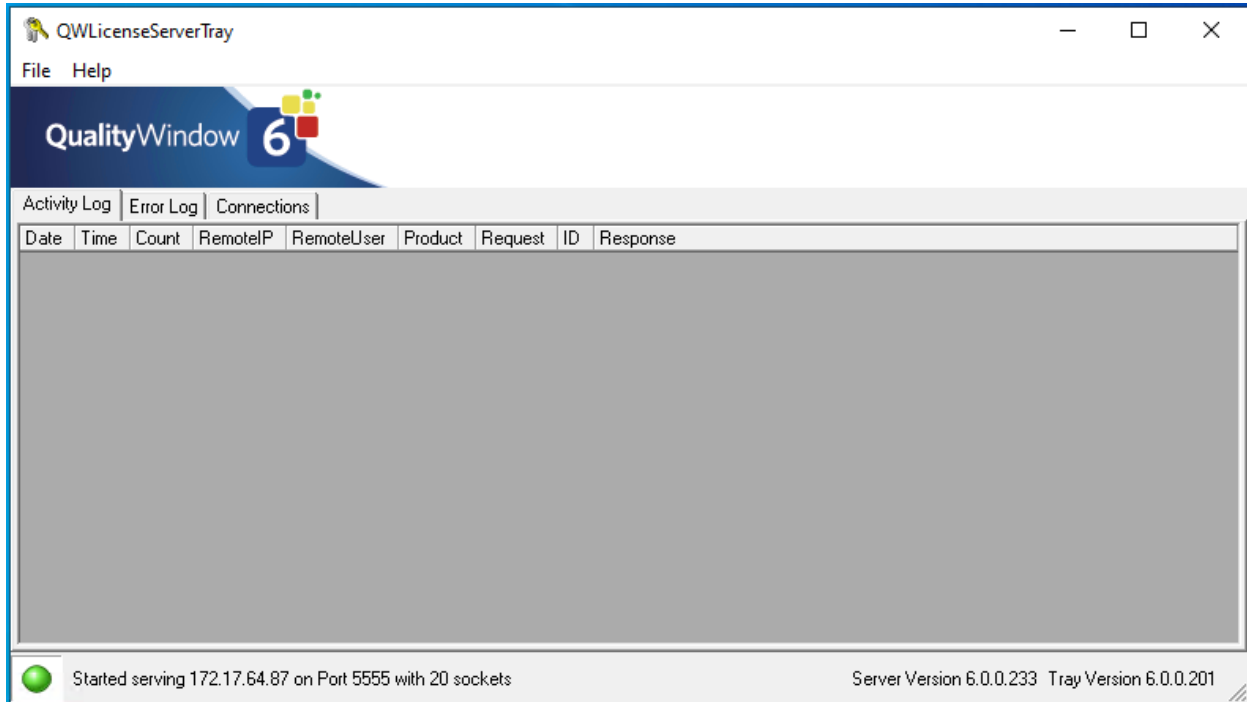 QWLicenseServerTray
File Help
QualityWindow 6
Activity Log Error Log Connections
Date Time Count RemoteIP RemoteUser Product Request ID Response
Started serving 172.17.64.87 on Port 5555 with 20 sockets Server Version 6.0.0.233 Tray Version 6.0.0.201